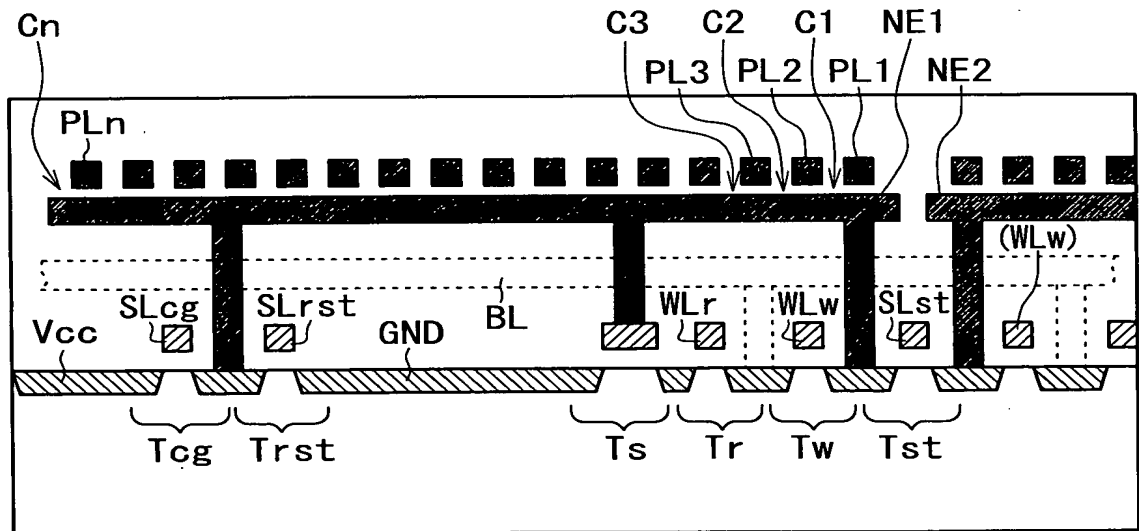 Cn C3 C2 C1 NE1
PL3 PL2 PL1 NE2
PLn
(WLw)
SLcg SLrst BL WLr WLw SLst
Vcc GND
Tcg Trst Ts Tr Tw Tst